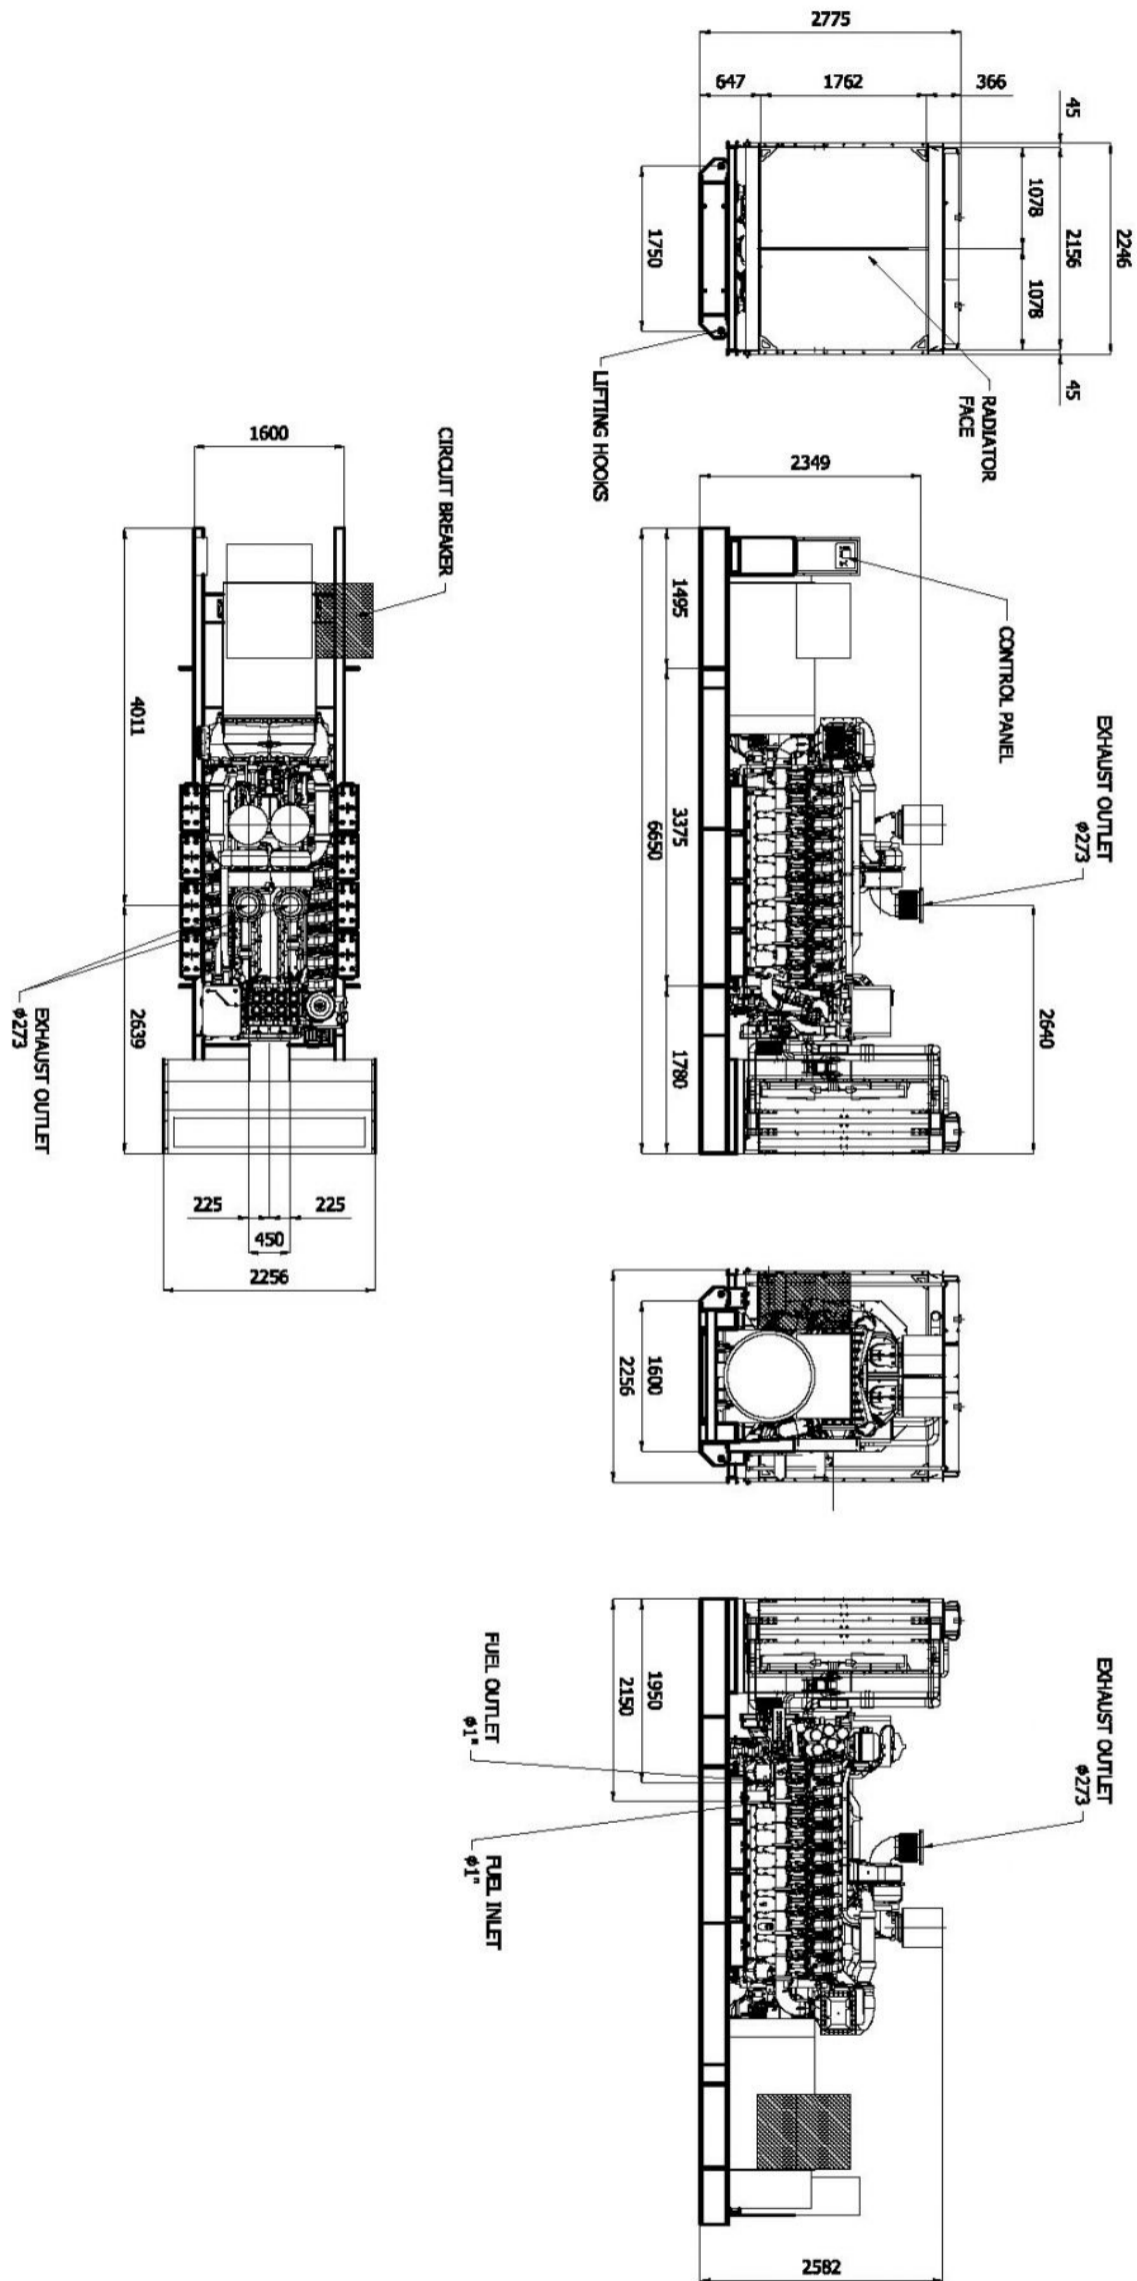 2775
647
1762
366
45
1078
2156
2246
1078
45
1750
LIFTING HOOKS
RADIATOR
FACE
2349
1495
3375
6650
1780
2640
CONTROL PANEL
EXHAUST OUTLET
ϕ273
1600
CIRCUIT BREAKER
4011
2639
EXHAUST OUTLET
ϕ273
225
225
450
2256
1600
2256
1950
2150
FUEL OUTLET
ϕ1"
FUEL INLET
ϕ1"
EXHAUST OUTLET
ϕ273
2582